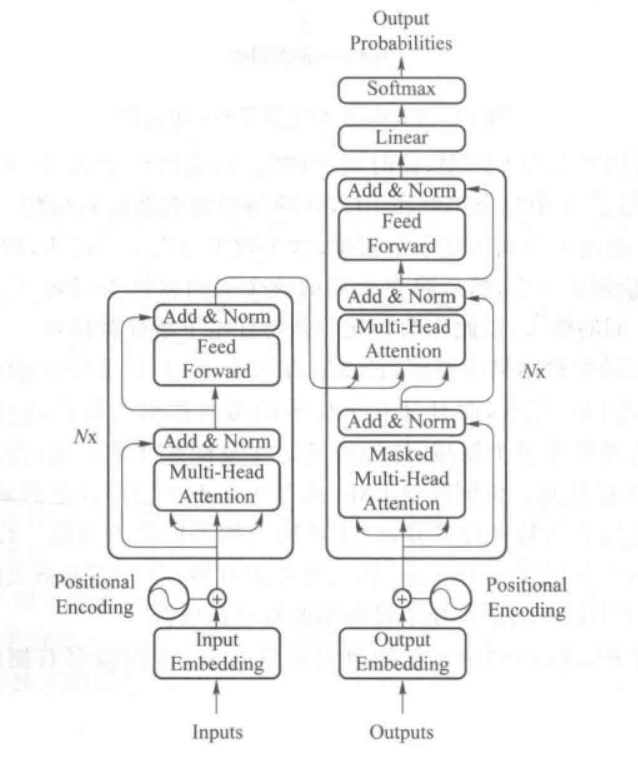 Output
Probabilities
Softmax
Linear
Add & Norm
Feed
Forward
Add & Norm
Multi-Head
Attention
Nx
Add & Norm
Masked
Multi-Head
Attention
Positional
Encoding
Output
Embedding
Outputs
Add & Norm
Feed
Forward
Nx
Add & Norm
Multi-Head
Attention
Positional
Encoding
Input
Embedding
Inputs